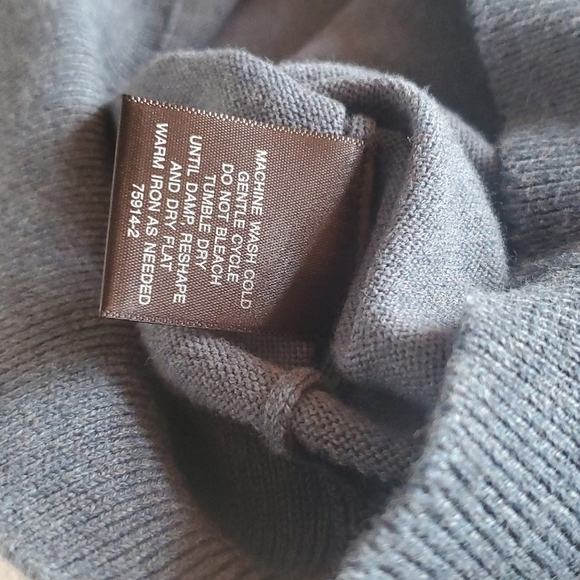 MACHINE WASH COLD
GENTLE CYCLE
DO NOT BLEACH
TUMBLE DRY
UNTIL DAMP, RESHAPE
AND DRY FLAT
WARM IRON AS NEEDED
75914-2